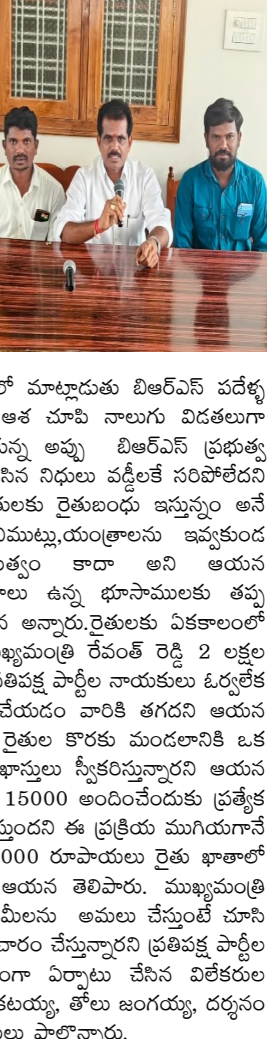 లో మాట్లాడుతు బిఆర్ఎస్ పదేళ్ళ
ఆశ చూపి నాలుగు విడతలుగా
న్న అప్పు బిఆర్ఎస్ ప్రభుత్వ
సిన నిధులు వడ్డీలకే సరిపోలేదని
తులకు రైతుబంధు ఇస్తున్నం అనే
నిముట్లు,యంత్రాలను ఇవ్వకుండ
త్వం కాదా అని ఆయన
లు ఉన్న భూసాములకు తప్ప
న అన్నారు.రైతులకు ఏకకాలంలో
ఖ్యమంత్రి రేవంత్ రెడ్డి 2 లక్షల
తిపక్ష పార్టీల నాయకులు ఓర్వలేక
చేయడం వారికి తగదని ఆయన
రైతుల కొరకు మండలానికి ఒక
ఖాస్తులు స్వీకరిస్తున్నారని ఆయన
15000 అందించేందుకు ప్రత్యేక
స్తుందని ఈ ప్రక్రియ ముగియగానే
000 రూపాయలు రైతు ఖాతాలో
ఆయన తెలిపారు. ముఖ్యమంత్రి
మీలను అమలు చేస్తుంటే చూసి
చారం చేస్తున్నారని ప్రతిపక్ష పార్టీల
ంగా ఏర్పాటు చేసిన విలేకరుల
కటయ్య, తోలు జంగయ్య, దర్శనం
లు పాల్గొన్నారు.